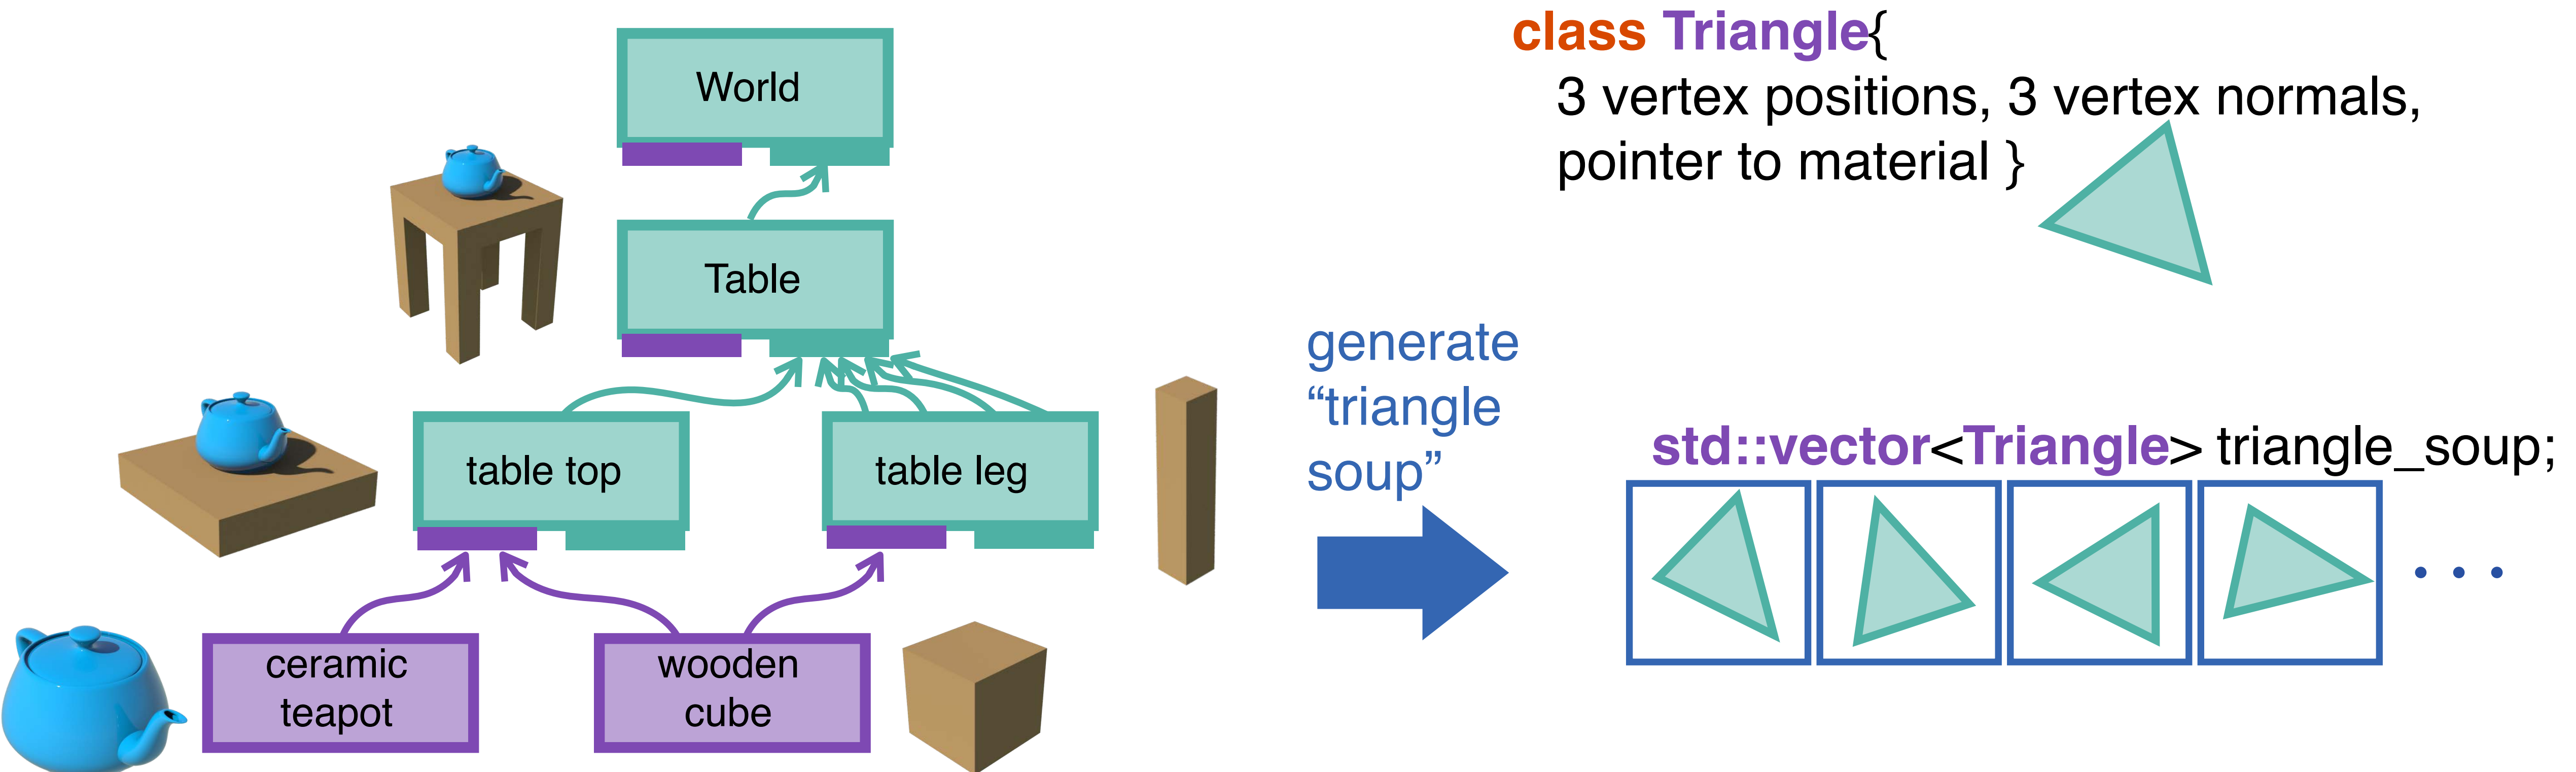 World
Table
table top
table leg
ceramic
teapot
wooden
cube
generate
“triangle
soup”
class Triangle{
3 vertex positions, 3 vertex normals,
pointer to material }
std::vector<Triangle> triangle_soup;